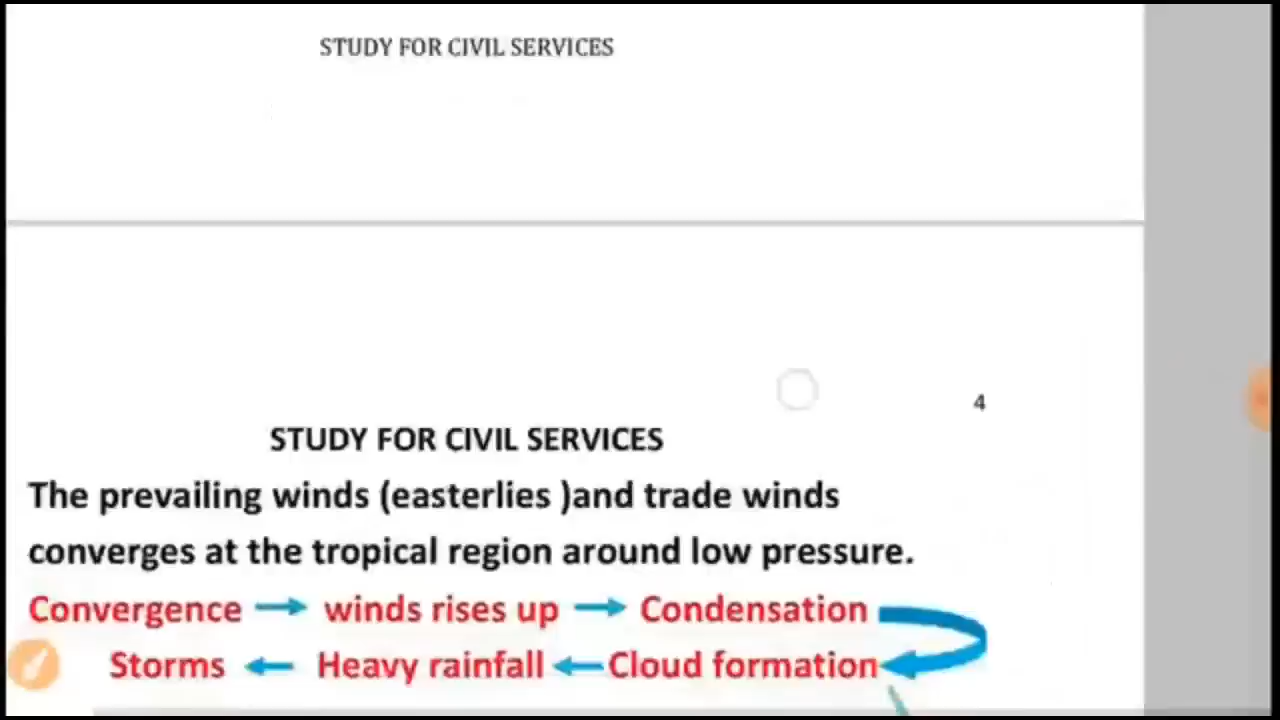 STUDY FOR CIVIL SERVICES
4
STUDY FOR CIVIL SERVICES
The prevailing winds (easterlies )and trade winds
converges at the tropical region around low pressure.
Convergence → winds rises up → Condensation
Storms ← Heavy rainfall ← Cloud formation